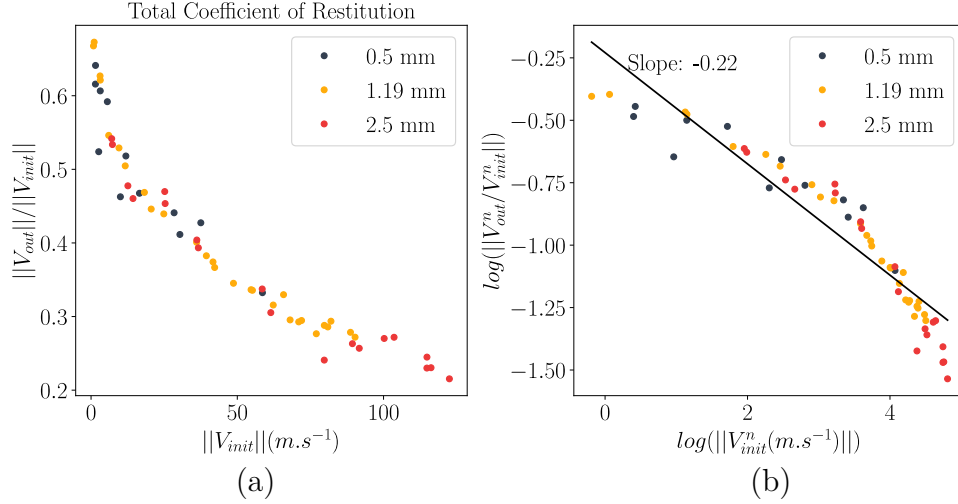 Total Coefficient of Restitution
0.5 mm
1.19 mm
2.5 mm
0.6
0.5
0.4
0.3
0.2
||V_out||/||V_init||
0
50
100
||V_init||(m.s⁻¹)
(a)
Slope: -0.22
0.5 mm
1.19 mm
2.5 mm
−0.25
−0.50
−0.75
−1.00
−1.25
−1.50
log(||Vⁿ_out/Vⁿ_init||)
0
2
4
log(||Vⁿ_init(m.s⁻¹)||)
(b)